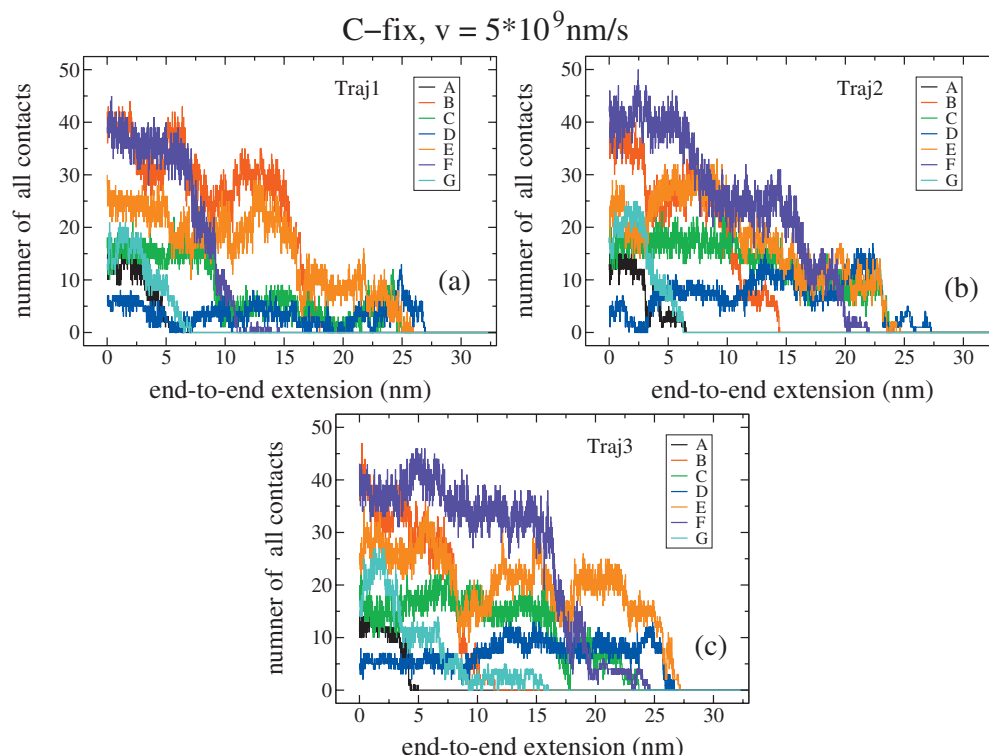 C−fix, v = 5*10^9nm/s
numner of all contacts
50
40
30
20
10
0
Traj1
A
B
C
D
E
F
G
(a)
0 5 10 15 20 25 30
end-to-end extension (nm)
numner of all contacts
50
40
30
20
10
0
Traj2
A
B
C
D
E
F
G
(b)
0 5 10 15 20 25 30
end-to-end extension (nm)
numner of all contacts
50
40
30
20
10
0
Traj3
A
B
C
D
E
F
G
(c)
0 5 10 15 20 25 30
end-to-end extension (nm)